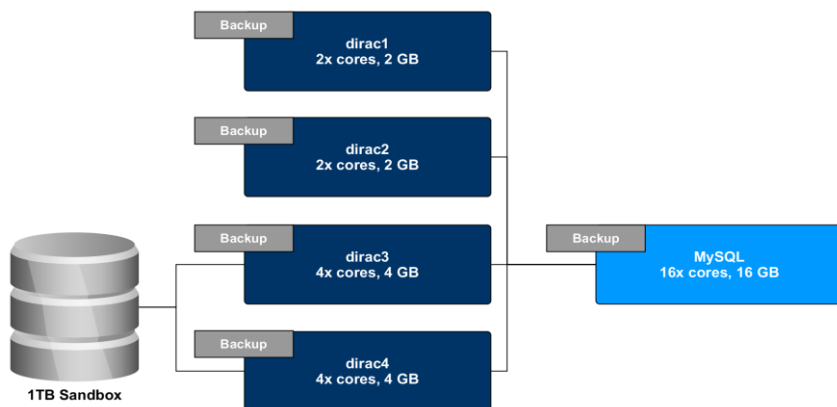 Backup
dirac1
2x cores, 2 GB
Backup
dirac2
2x cores, 2 GB
Backup
dirac3
4x cores, 4 GB
Backup
MySQL
16x cores, 16 GB
Backup
dirac4
4x cores, 4 GB
1TB Sandbox